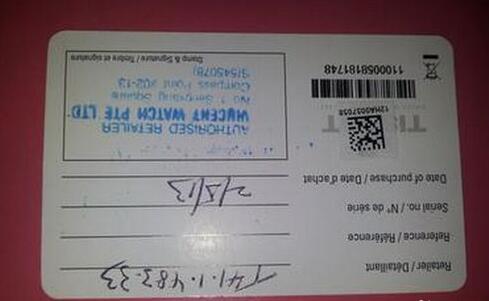 Retailer / Détaillant T41.1.483.33
Reference / Référence
Serial no. / N° de série
Date of purchase / Date d'achat 2/5/13
12HA0037058
1100058181748
AUTHORISED RETAILER
VINCENT WATCH PTE LTD
No 1 Sengkang Square
Compass Point #02-13
S(545078)
Stamp & Signature / Timbre et signature